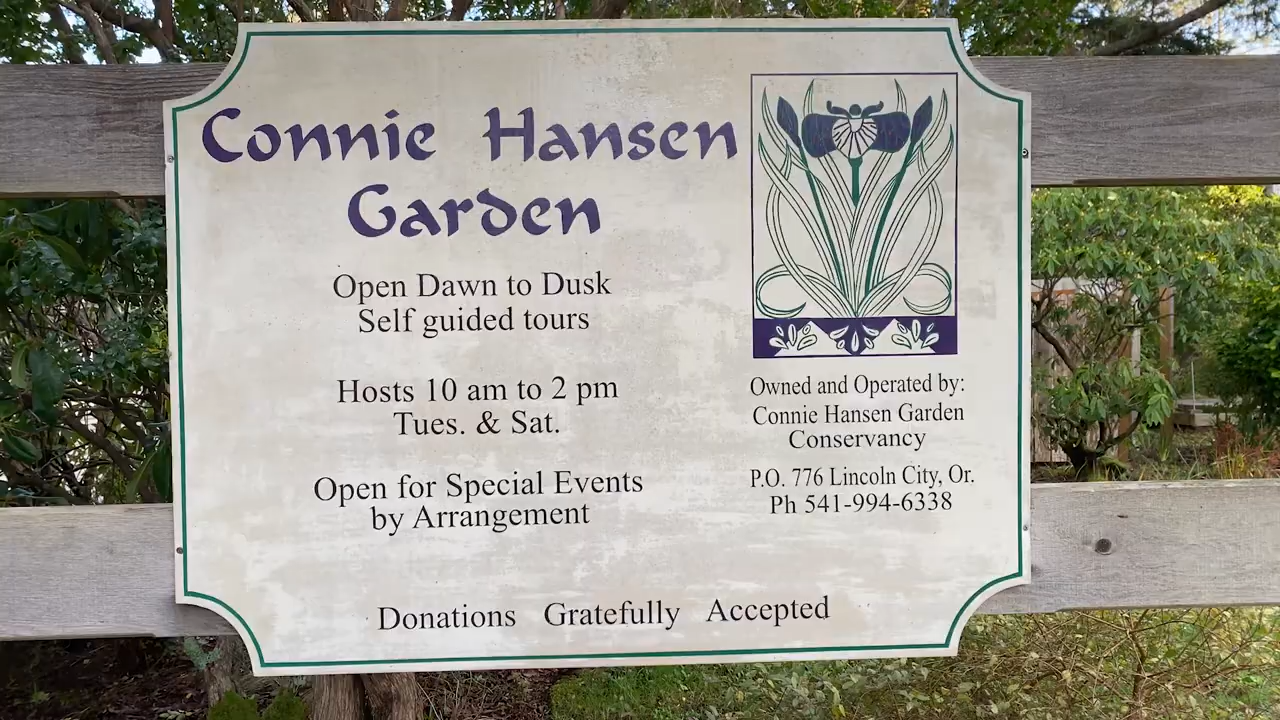 Connie Hansen
Garden
Open Dawn to Dusk
Self guided tours
Hosts 10 am to 2 pm
Tues. & Sat.
Open for Special Events
by Arrangement
Owned and Operated by:
Connie Hansen Garden
Conservancy
P.O. 776 Lincoln City, Or.
Ph 541-994-6338
Donations Gratefully Accepted